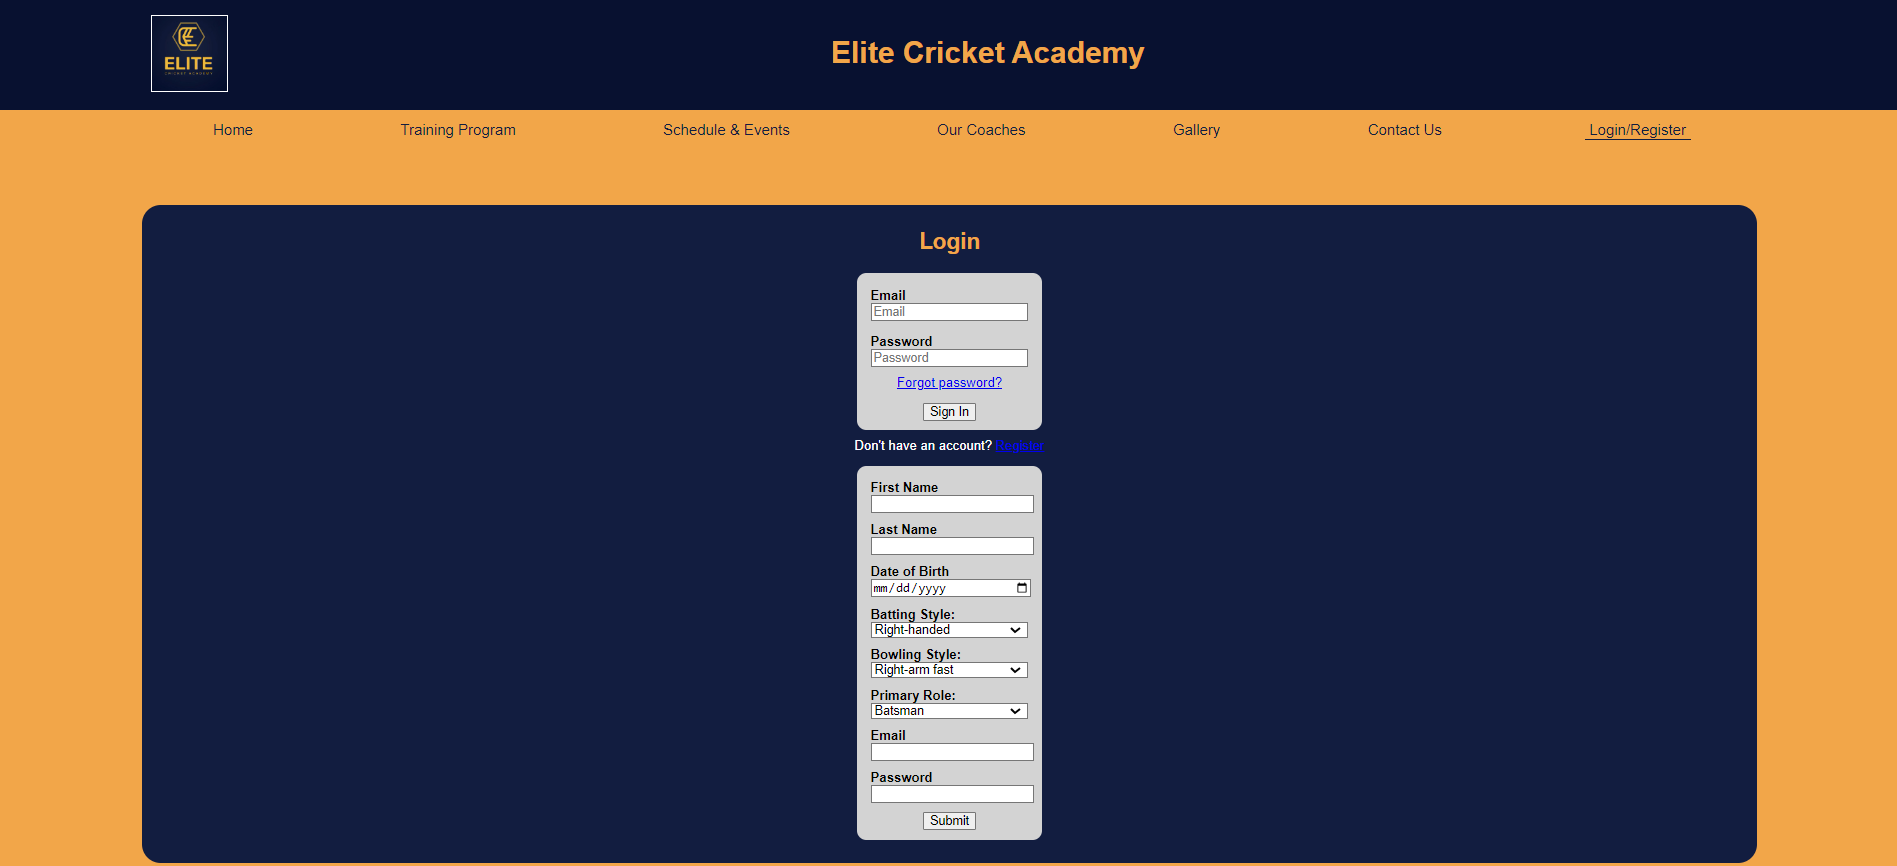 ELITE
CRICKET ACADEMY
Elite Cricket Academy
Home Training Program Schedule & Events Our Coaches Gallery Contact Us Login/Register
Login
Email
Email
Password
Password
Forgot password?
Sign In
Don't have an account? Register
First Name
Last Name
Date of Birth
mm/dd/yyyy
Batting Style:
Right-handed
Bowling Style:
Right-arm fast
Primary Role:
Batsman
Email
Password
Submit